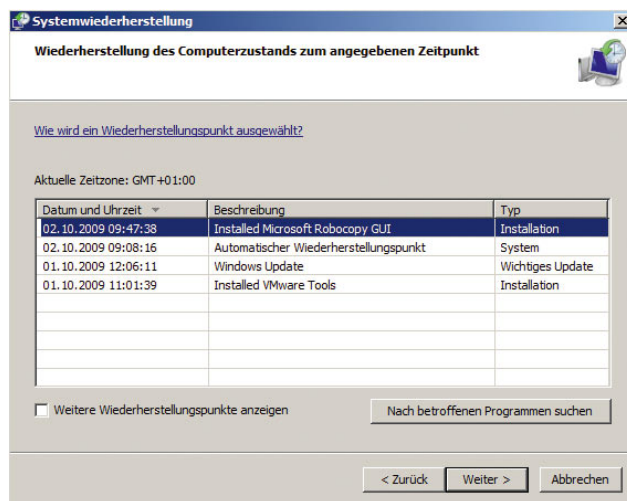 Systemwiederherstellung
Wiederherstellung des Computerzustands zum angegebenen Zeitpunkt
Wie wird ein Wiederherstellungspunkt ausgewählt?
Aktuelle Zeitzone: GMT+01:00
Datum und Uhrzeit Beschreibung Typ
02.10.2009 09:47:38 Installed Microsoft Robocopy GUI Installation
02.10.2009 09:08:16 Automatischer Wiederherstellungspunkt System
01.10.2009 12:06:11 Windows Update Wichtiges Update
01.10.2009 11:01:39 Installed VMware Tools Installation
Weitere Wiederherstellungspunkte anzeigen Nach betroffenen Programmen suchen
< Zurück Weiter > Abbrechen